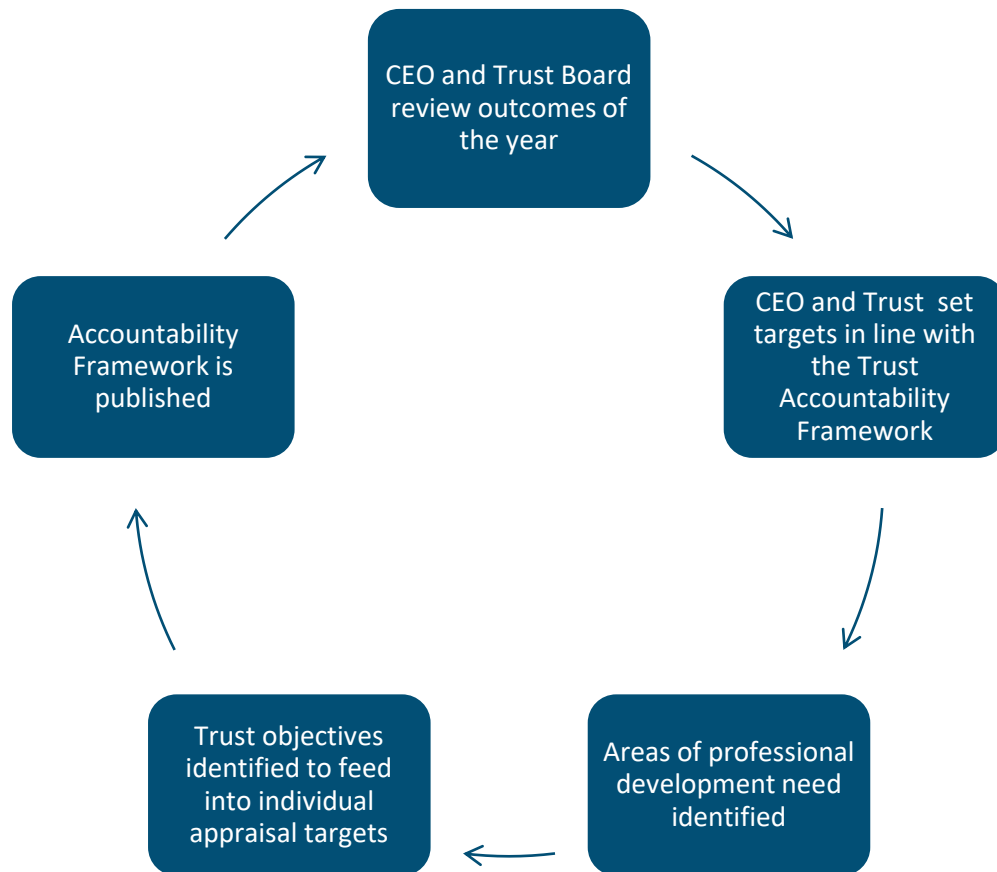 CEO and Trust Board
review outcomes of
the year
CEO and Trust  set
targets in line with
the Trust
Accountability
Framework
Areas of professional
development need
identified
Trust objectives
identified to feed
into individual
appraisal targets
Accountability
Framework is
published